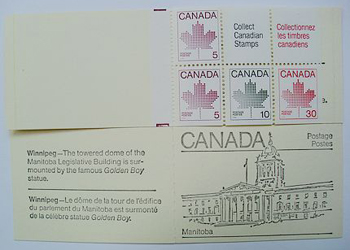 CANADA
5
Collect
Canadian
Stamps
Collectionnez
les timbres
canadiens
CANADA
5
CANADA
10
CANADA
30
3.
Winnipeg—The towered dome of the
Manitoba Legislative Building is sur-
mounted by the famous Golden Boy
statue.
Winnipeg—Le dôme de la tour de l'édifice
du parlement du Manitoba est surmonté
de la célèbre statue Golden Boy.
CANADA
Postage
Postes
Manitoba